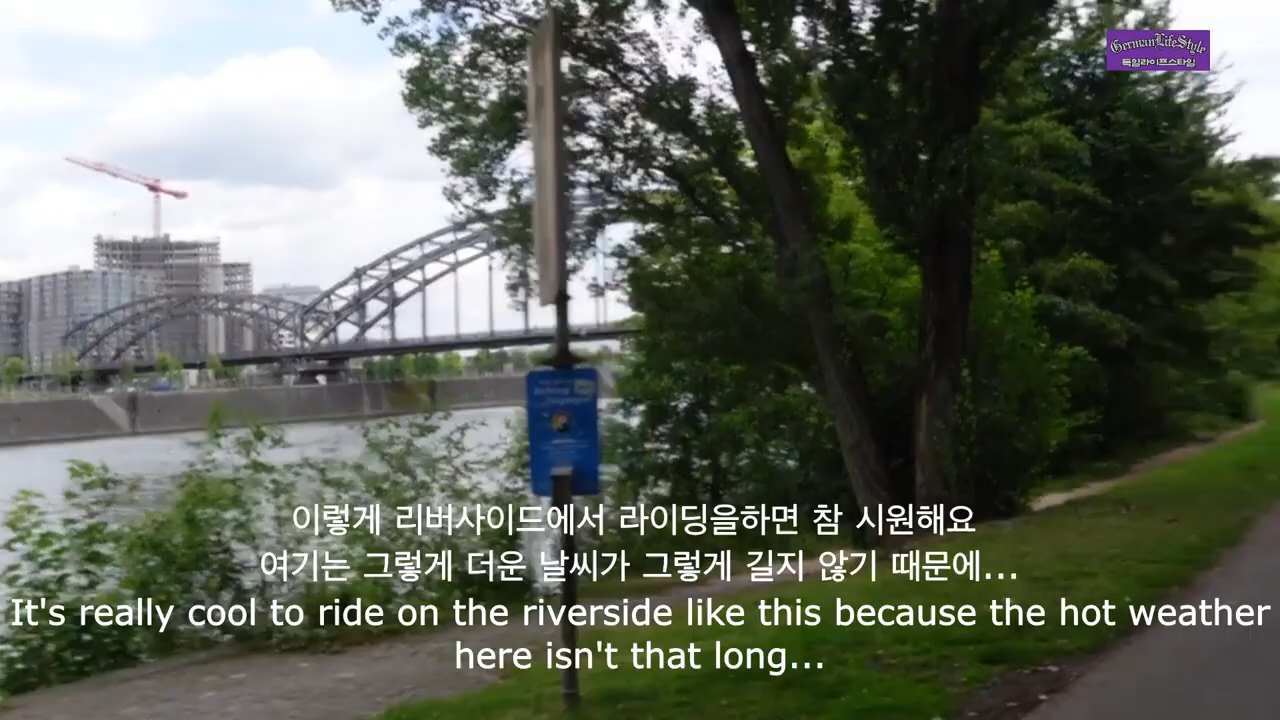 GermanLifeStyle
독일라이프스타일
이렇게 리버사이드에서 라이딩을하면 참 시원해요
여기는 그렇게 더운 날씨가 그렇게 길지 않기 때문에...
It's really cool to ride on the riverside like this because the hot weather
here isn't that long...